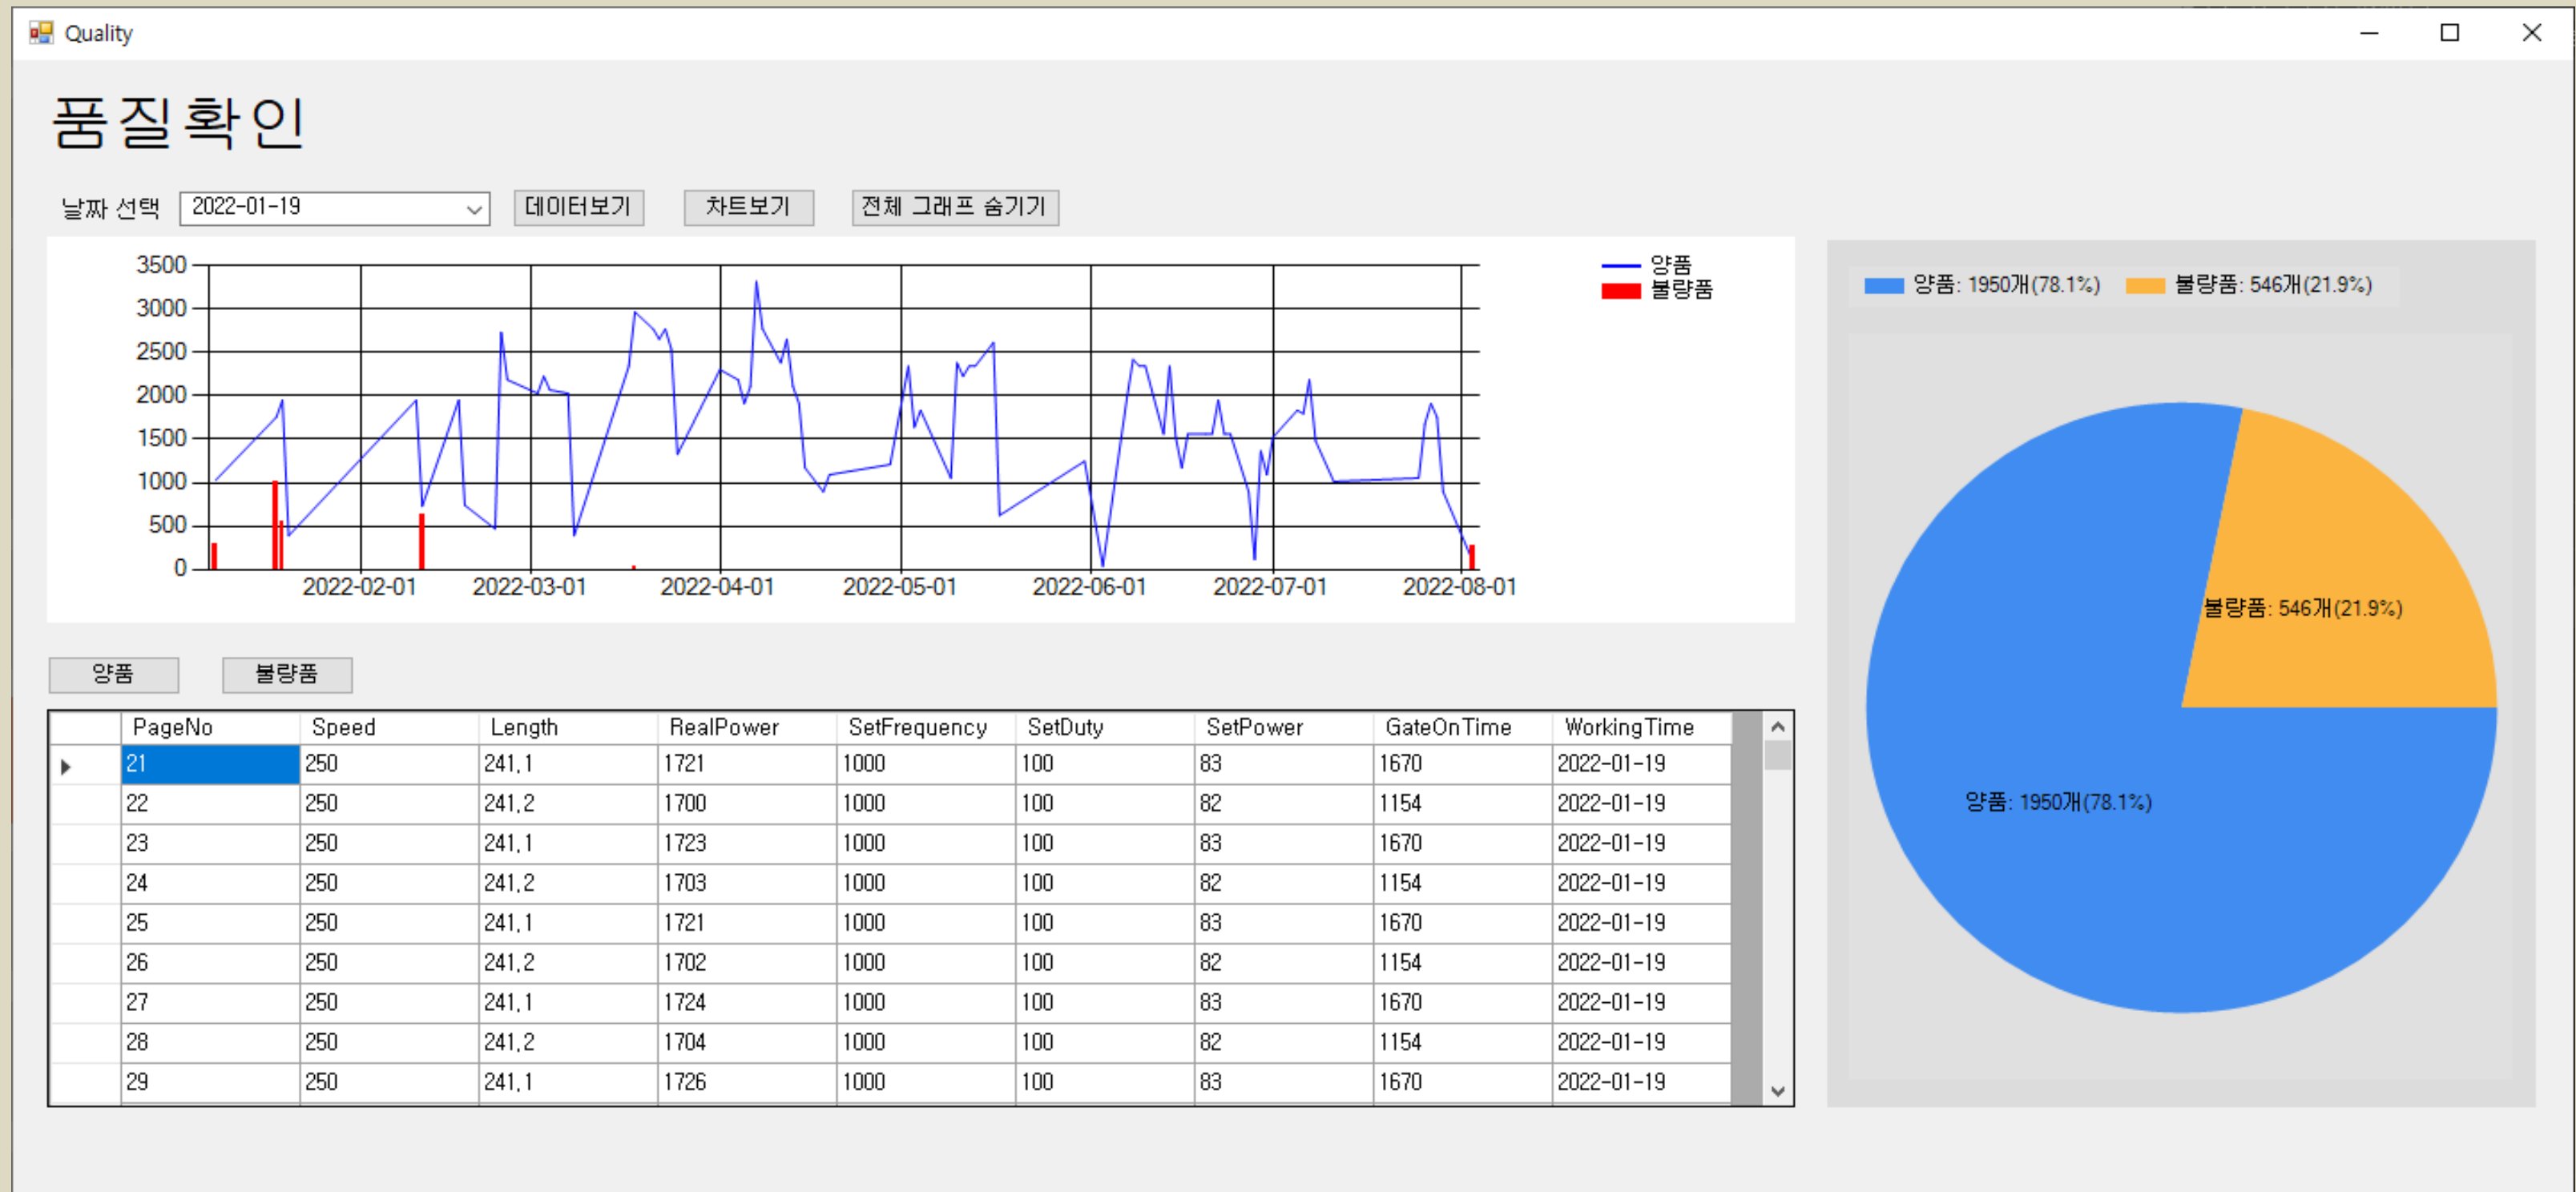 Quality
품질확인
날짜 선택 2022-01-19 데이터보기 차트보기 전체 그래프 숨기기
3500
3000
2500
2000
1500
1000
500
0
2022-02-01 2022-03-01 2022-04-01 2022-05-01 2022-06-01 2022-07-01 2022-08-01
양품
불량품
양품: 1950개(78.1%) 불량품: 546개(21.9%)
불량품: 546개(21.9%)
양품: 1950개(78.1%)
양품 불량품
PageNo Speed Length RealPower SetFrequency SetDuty SetPower GateOnTime WorkingTime
21 250 241.1 1721 1000 100 83 1670 2022-01-19
22 250 241.2 1700 1000 100 82 1154 2022-01-19
23 250 241.1 1723 1000 100 83 1670 2022-01-19
24 250 241.2 1703 1000 100 82 1154 2022-01-19
25 250 241.1 1721 1000 100 83 1670 2022-01-19
26 250 241.2 1702 1000 100 82 1154 2022-01-19
27 250 241.1 1724 1000 100 83 1670 2022-01-19
28 250 241.2 1704 1000 100 82 1154 2022-01-19
29 250 241.1 1726 1000 100 83 1670 2022-01-19